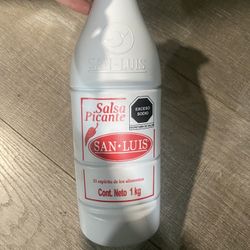 SAN-LUIS
Salsa
Picante
EXCESO
SODIO
SAN·LUIS
El espíritu de los alimentos
Cont. Neto 1 kg